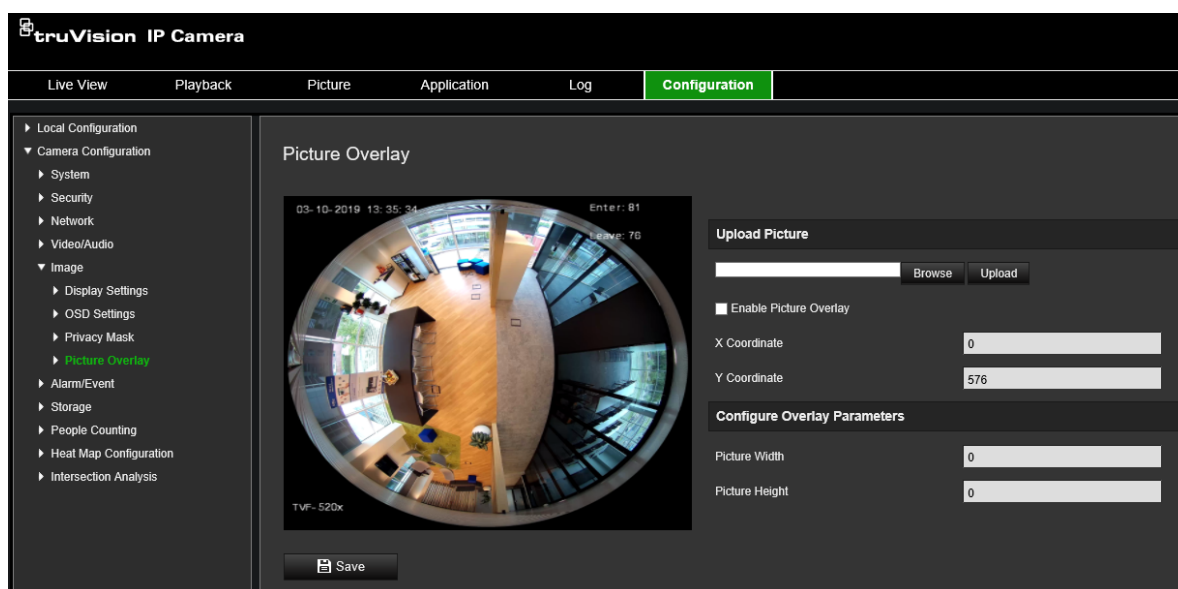 truVision IP Camera
Live View Playback Picture Application Log Configuration
Local Configuration
Camera Configuration
System
Security
Network
Video/Audio
Image
Display Settings
OSD Settings
Privacy Mask
Picture Overlay
Alarm/Event
Storage
People Counting
Heat Map Configuration
Intersection Analysis
Picture Overlay
03-10-2019 13:35:34 Enter:81
Leave:76
TVF-520x
Save
Upload Picture
Browse Upload
Enable Picture Overlay
X Coordinate 0
Y Coordinate 576
Configure Overlay Parameters
Picture Width 0
Picture Height 0